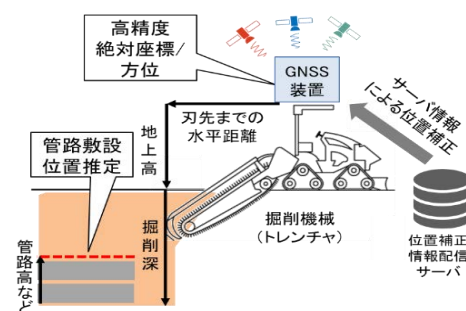 高精度
絶対座標/
方位
GNSS
装置
サーバ情報
による位置補正
刃先までの
水平距離
地上高
管路敷設
位置推定
掘削深
掘削機械
(トレンチャ)
管路高など
位置補正
情報配信
サーバ